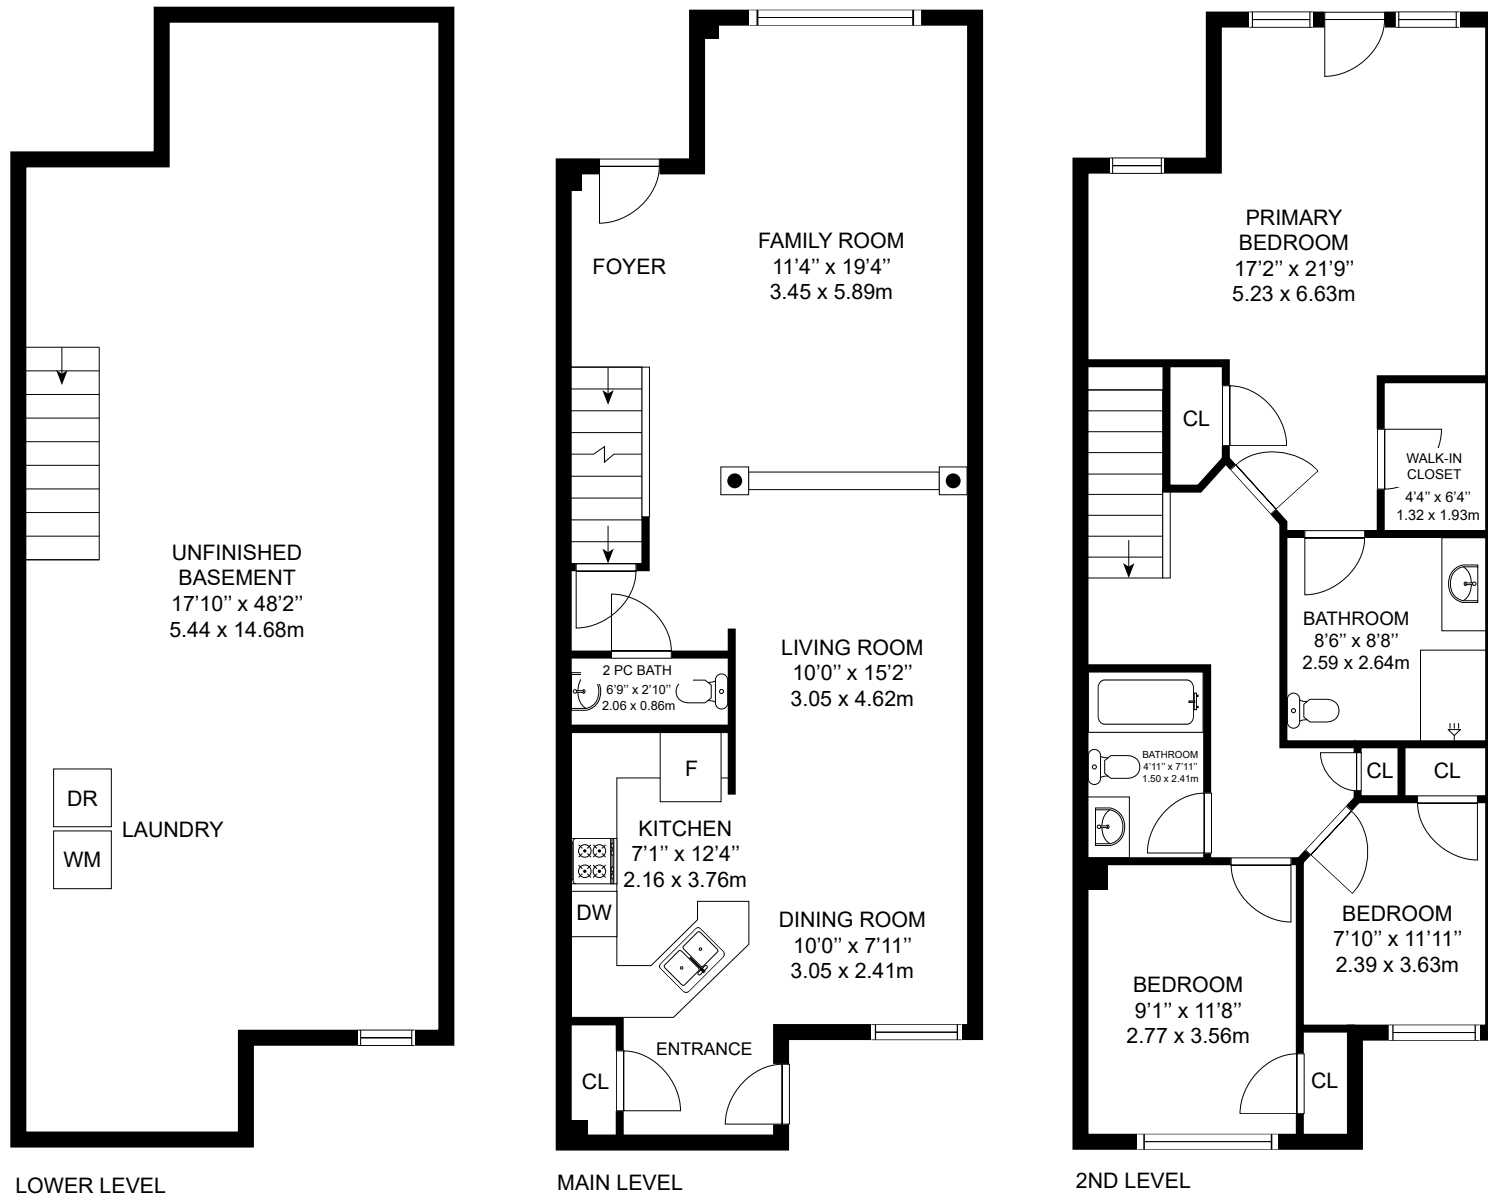 UNFINISHED
BASEMENT
17'10'' x 48'2''
5.44 x 14.68m
DR
LAUNDRY
WM
LOWER LEVEL
FAMILY ROOM
11'4'' x 19'4''
3.45 x 5.89m
FOYER
LIVING ROOM
10'0'' x 15'2''
3.05 x 4.62m
2 PC BATH
6'9'' x 2'10''
2.06 x 0.86m
F
KITCHEN
7'1'' x 12'4''
2.16 x 3.76m
DW
DINING ROOM
10'0'' x 7'11''
3.05 x 2.41m
ENTRANCE
CL
MAIN LEVEL
PRIMARY
BEDROOM
17'2'' x 21'9''
5.23 x 6.63m
CL
WALK-IN
CLOSET
4'4'' x 6'4''
1.32 x 1.93m
BATHROOM
8'6'' x 8'8''
2.59 x 2.64m
BATHROOM
4'11'' x 7'11''
1.50 x 2.41m
CL
CL
BEDROOM
7'10'' x 11'11''
2.39 x 3.63m
BEDROOM
9'1'' x 11'8''
2.77 x 3.56m
CL
2ND LEVEL